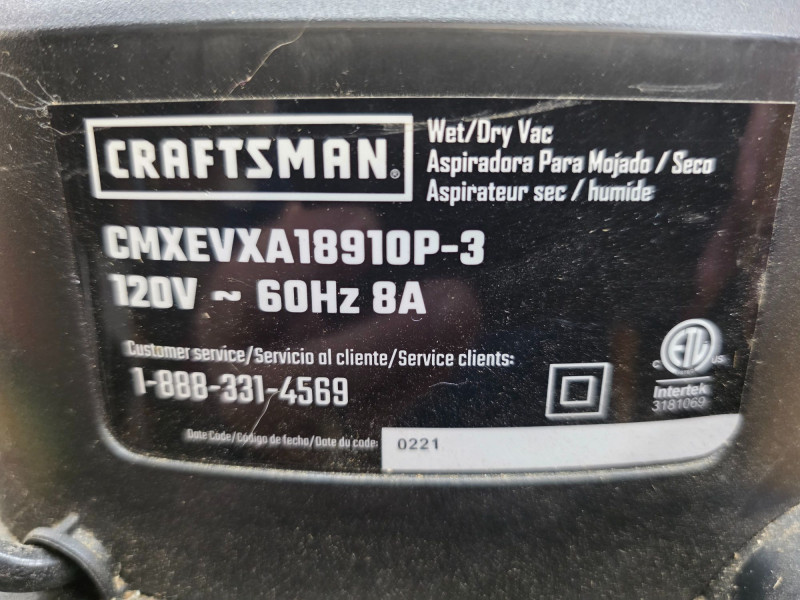 CRAFTSMAN®
Wet/Dry Vac
Aspiradora Para Mojado / Seco
Aspirateur sec / humide
CMXEVXA18910P-3
120V ~ 60Hz 8A
Customer service/Servicio al cliente/Service clients:
1-888-331-4569
C ETL US
Intertek
3181069
Date Code/Código de fecha/Date du code: 0221